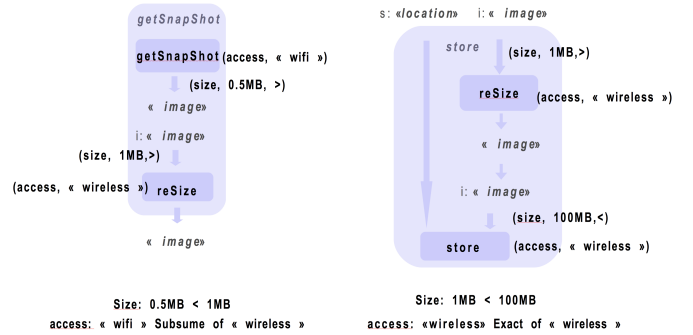 getSnapShot
getSnapShot (access, « wifi »)
(size, 0.5MB, >)
« image»
i: « image»
(size, 1MB,>)
(access, « wireless ») reSize
« image»
Size: 0.5MB < 1MB
access: « wifi » Subsume of « wireless »
s: «location» i: « image»
store
(size, 1MB,>)
reSize (access, « wireless »)
« image»
i: « image»
(size, 100MB,<)
store (access, « wireless »)
Size: 1MB < 100MB
access: «wireless» Exact of « wireless »